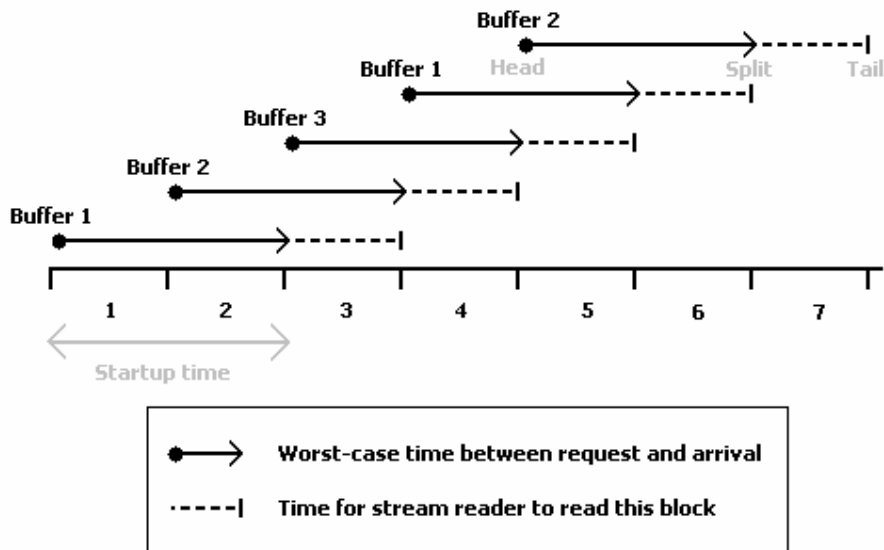 Buffer 2
Head Split Tail
Buffer 1
Buffer 3
Buffer 2
Buffer 1
1 2 3 4 5 6 7
Startup time
Worst-case time between request and arrival
Time for stream reader to read this block